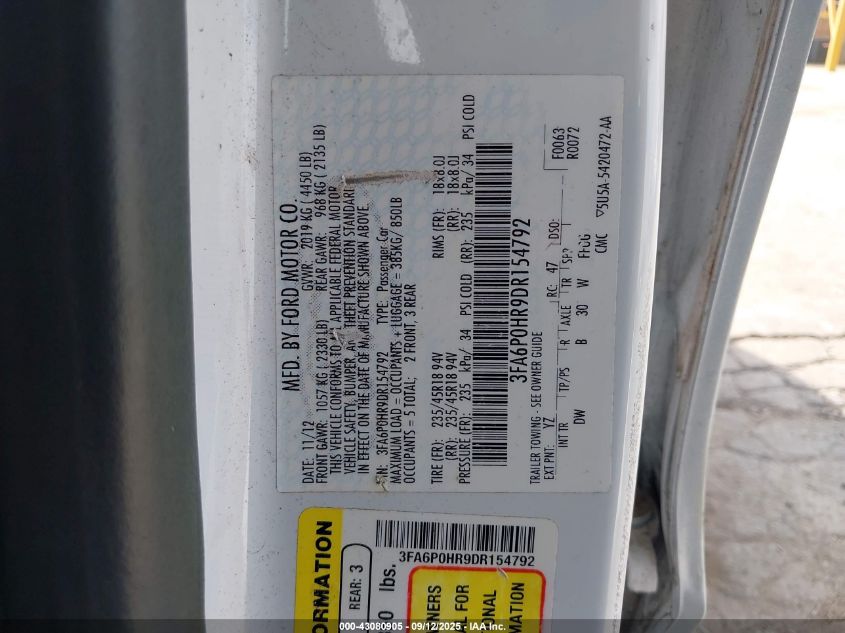 MFD. BY FORD MOTOR CO.
DATE: 11/12 GVWR: 2019 KG ( 4450 LB)
FRONT GAWR: 1057 KG ( 2330 LB) REAR GAWR: 968 KG ( 2135 LB)
THIS VEHICLE CONFORMS TO ALL APPLICABLE FEDERAL MOTOR
VEHICLE SAFETY, BUMPER, AND THEFT PREVENTION STANDARDS
IN EFFECT ON THE DATE OF MANUFACTURE SHOWN ABOVE.
VIN: 3FA6P0HR9DR154792 TYPE: Passenger Car
MAXIMUM LOAD = OCCUPANTS + LUGGAGE = 385KG/ 850LB
OCCUPANTS = 5 TOTAL: 2 FRONT, 3 REAR
TIRE (FR): 235/45R18 94V RIMS (FR): 18x8.0J
(RR): 235/45R18 94V (RR): 18x8.0J
PRESSURE (FR): 235 kPa/ 34 PSI COLD (RR): 235 kPa/ 34 PSI COLD
3FA6P0HR9DR154792
TRAILER TOWING - SEE OWNER GUIDE
EXT PNT: YZ RC: 47 DSO: F0063
R0072
INT TR TP/PS R AXLE TR SPR
DW B 30 W
CMC ▽5U5A-5420472-AA
3FA6P0HR9DR154792
REAR: 3
lbs.
000-43080905 - 09/12/2025 - IAA Inc.